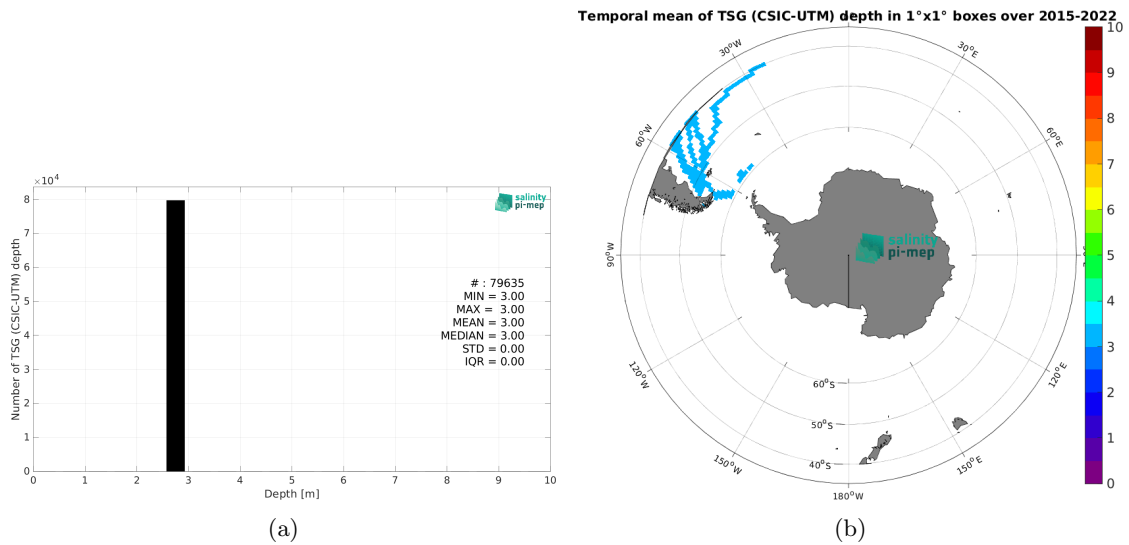 Temporal mean of TSG (CSIC-UTM) depth in 1°x1° boxes over 2015-2022
×10⁴
8
7
6
5
4
3
2
1
0
Number of TSG (CSIC-UTM) depth
salinity
pi-mep
# : 79635
MIN = 3.00
MAX = 3.00
MEAN = 3.00
MEDIAN = 3.00
STD = 0.00
IQR = 0.00
0 1 2 3 4 5 6 7 8 9 10
Depth [m]
(a)
30°W
30°E
60°W
60°E
90°W
salinity
pi-mep
120°W
120°E
60°S
50°S
40°S
150°W
150°E
180°W
10
9
8
7
6
5
4
3
2
1
0
(b)